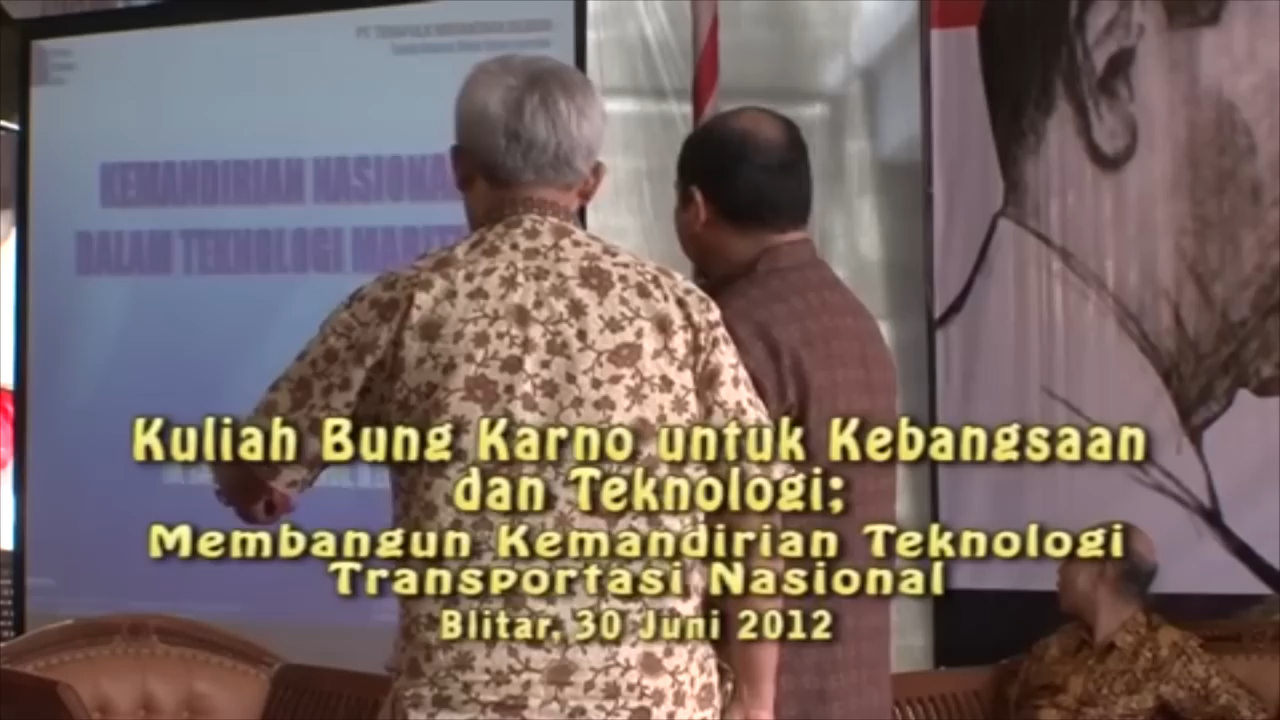 KEMANDIRIAN NASIONA
DALAM TEKNOLOGI MARIT
Kuliah Bung Karno untuk Kebangsaan
dan Teknologi;
Membangun Kemandirian Teknologi
Transportasi Nasional
Blitar, 30 Juni 2012